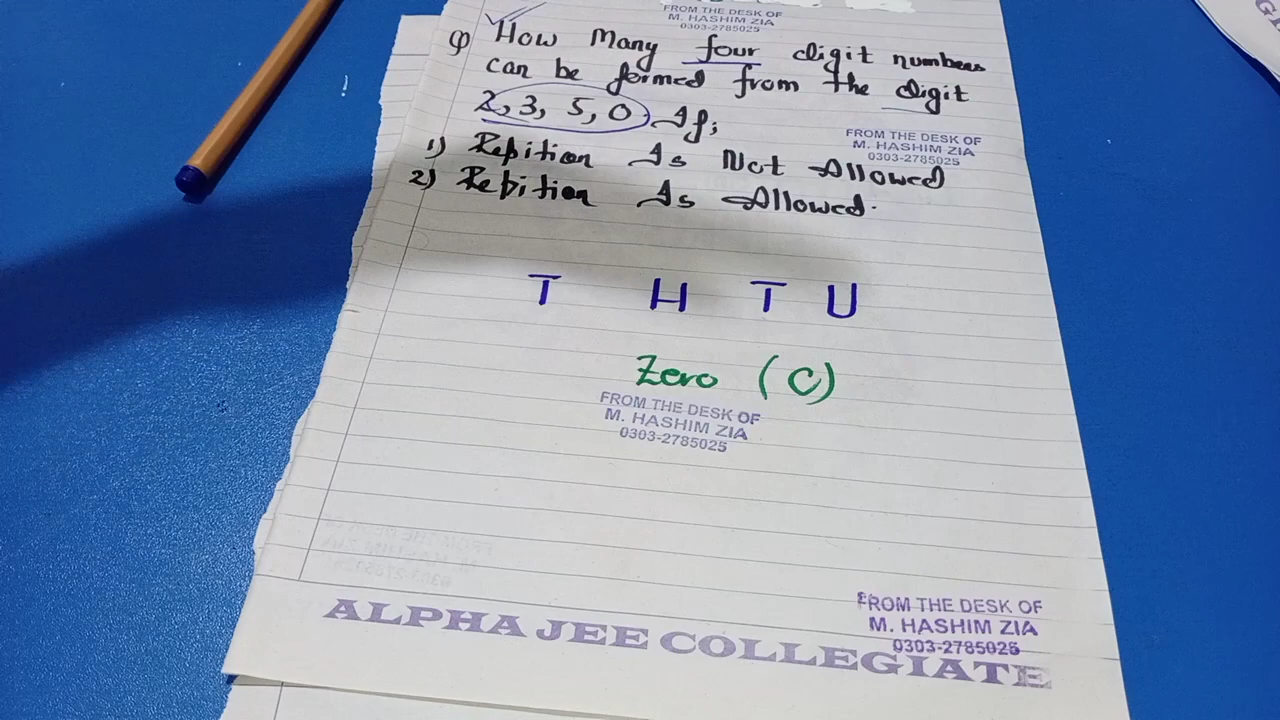 FROM THE DESK OF
M. HASHIM ZIA
0303-2785025
Q How Many four digit numbers
can be formed from the digit
2, 3, 5, 0 If;
FROM THE DESK OF
M. HASHIM ZIA
0303-2785025
1) Repition Is Not Allowed
2) Repition Is Allowed.
T H T U
Zero (C)
FROM THE DESK OF
M. HASHIM ZIA
0303-2785025
FROM THE DESK OF
M. HASHIM ZIA
0303-2785025
ALPHA JEE COLLEGIATE